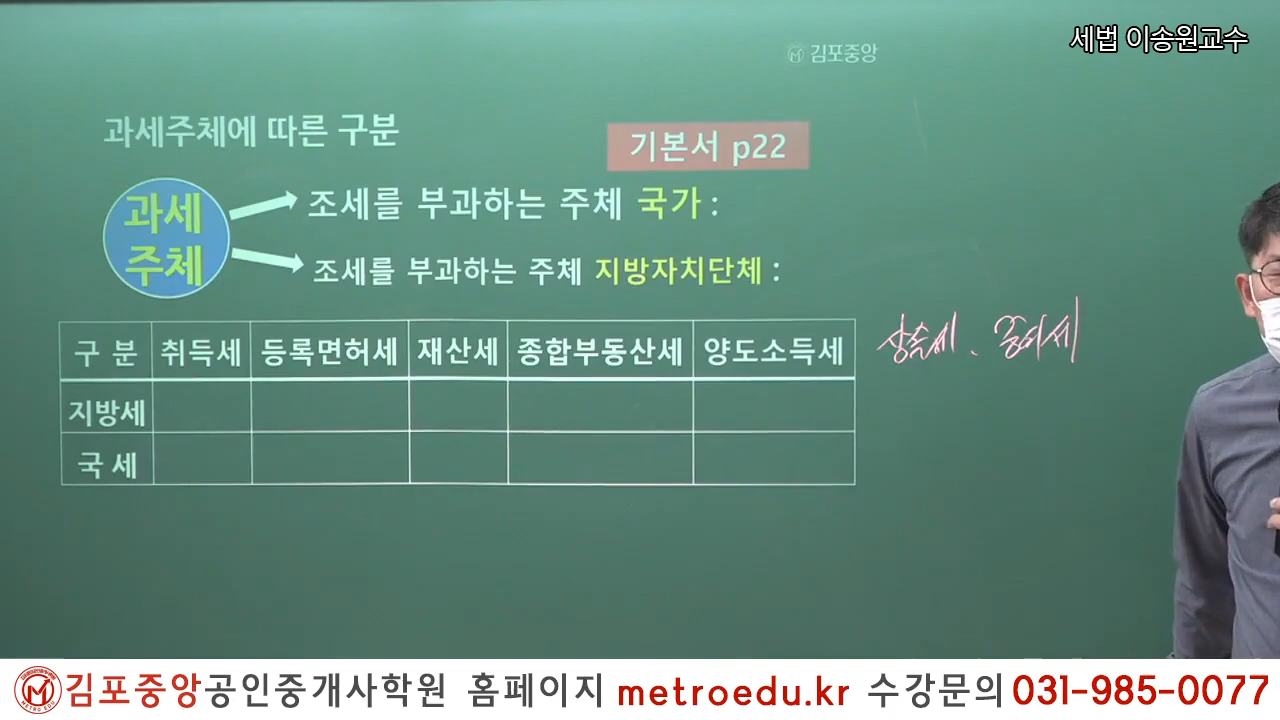 세법 이송원교수
김포중앙
과세주체에 따른 구분
기본서 p22
과세
주체
조세를 부과하는 주체 국가 :
조세를 부과하는 주체 지방자치단체 :
구 분 취득세 등록면허세 재산세 종합부동산세 양도소득세
상속세、증여세
지방세
국 세
김포중앙공인중개사학원 홈페이지 metroedu.kr 수강문의 031-985-0077